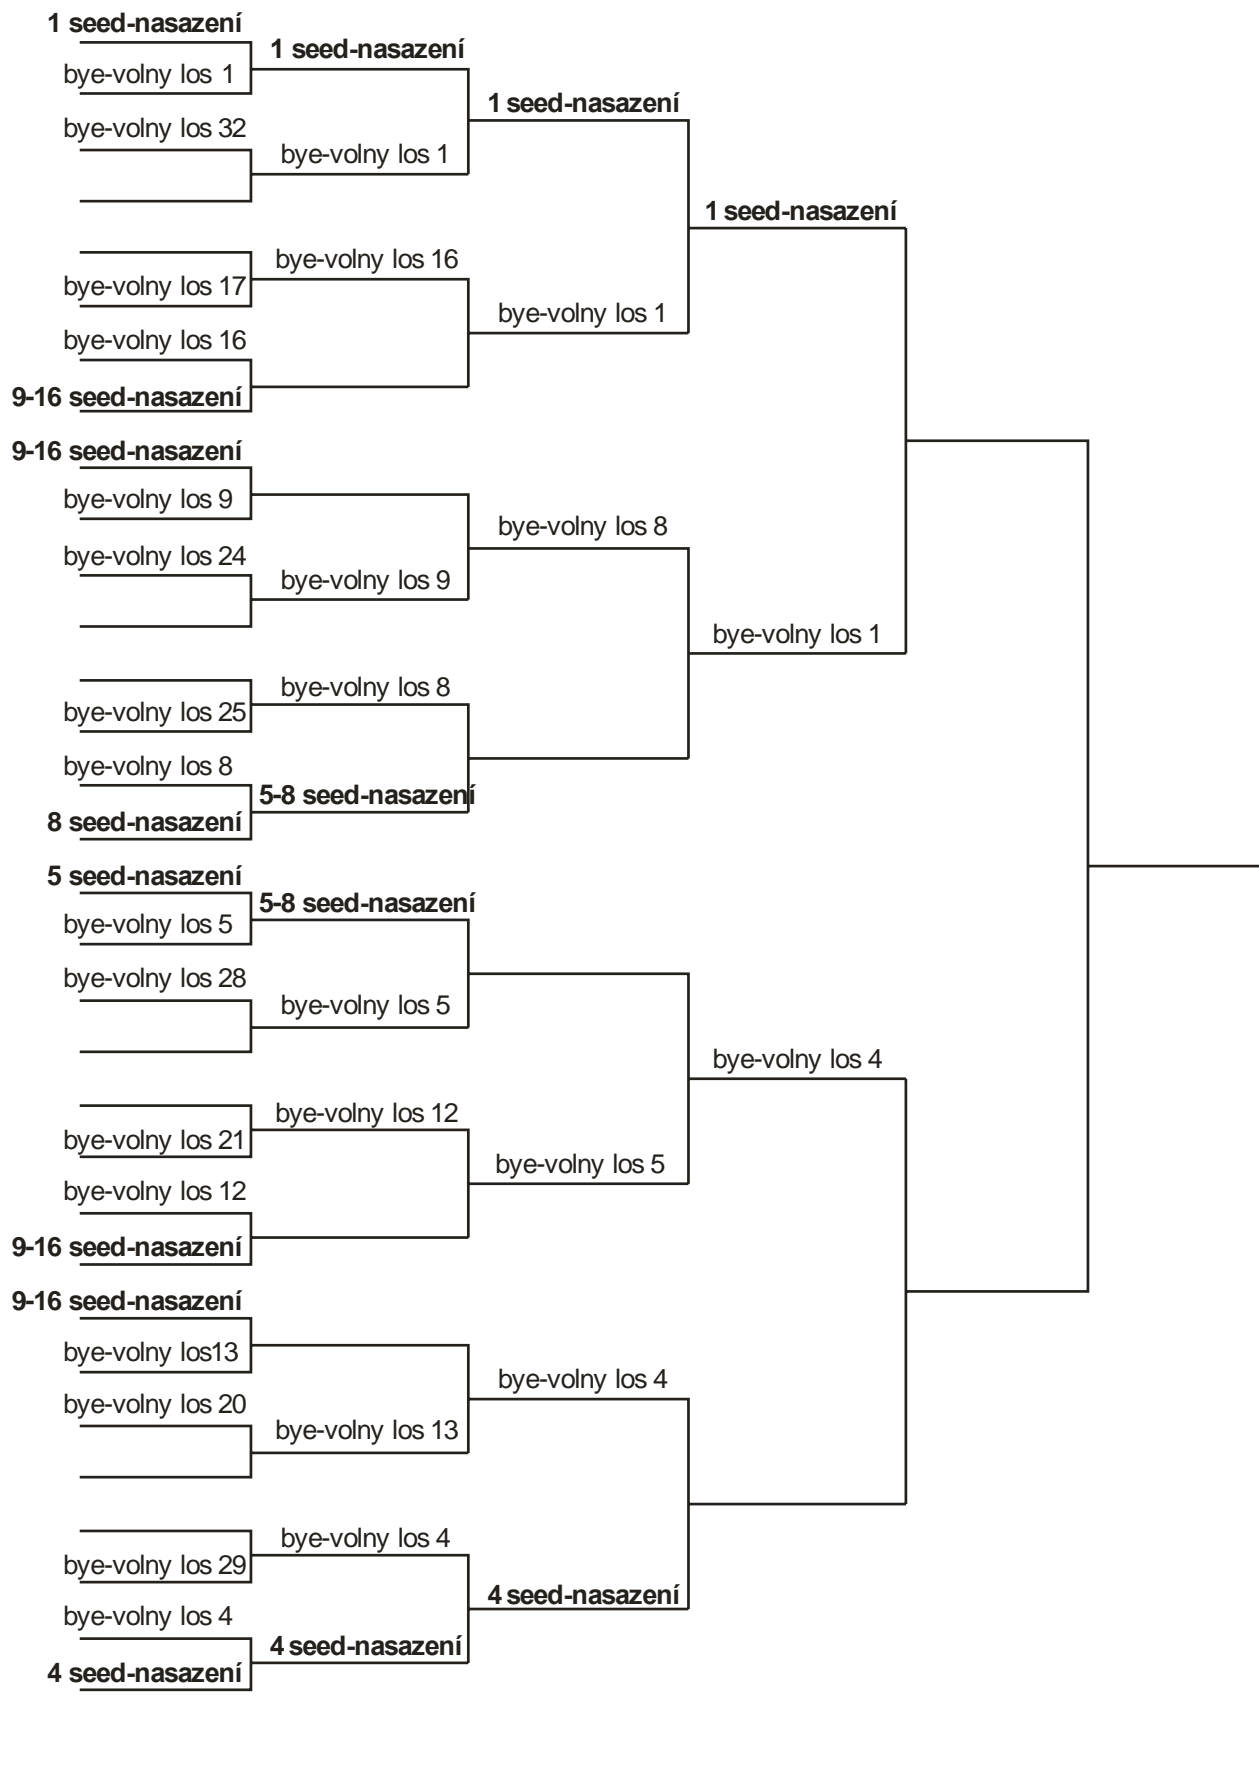 1 seed-nasazení
1 seed-nasazení
bye-volny los 1
1 seed-nasazení
bye-volny los 32
bye-volny los 1
1 seed-nasazení
bye-volny los 16
bye-volny los 17
bye-volny los 1
bye-volny los 16
9-16 seed-nasazení
9-16 seed-nasazení
bye-volny los 9
bye-volny los 8
bye-volny los 24
bye-volny los 9
bye-volny los 1
bye-volny los 8
bye-volny los 25
bye-volny los 8
5-8 seed-nasazení
8 seed-nasazení
5 seed-nasazení
5-8 seed-nasazení
bye-volny los 5
bye-volny los 28
bye-volny los 5
bye-volny los 4
bye-volny los 12
bye-volny los 21
bye-volny los 5
bye-volny los 12
9-16 seed-nasazení
9-16 seed-nasazení
bye-volny los13
bye-volny los 4
bye-volny los 20
bye-volny los 13
bye-volny los 4
bye-volny los 29
4 seed-nasazení
bye-volny los 4
4 seed-nasazení
4 seed-nasazení